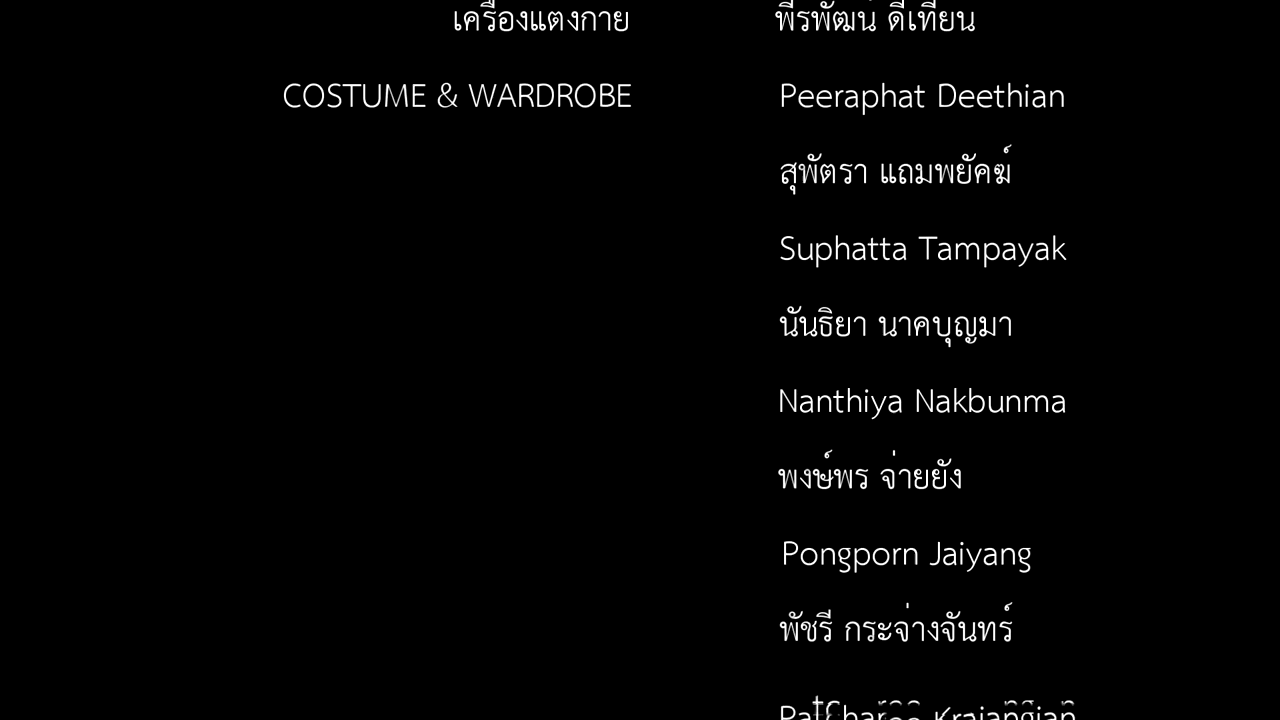 เครื่องแต่งกาย พีรพัฒน์ ดีเทียน
COSTUME & WARDROBE Peeraphat Deethian
สุพัตรา แถมพยัคฆ์
Suphatta Tampayak
นันธิยา นาคบุญมา
Nanthiya Nakbunma
พงษ์พร จ่ายยัง
Pongporn Jaiyang
พัชรี กระจ่างจันทร์
Patcharee Krajangjan